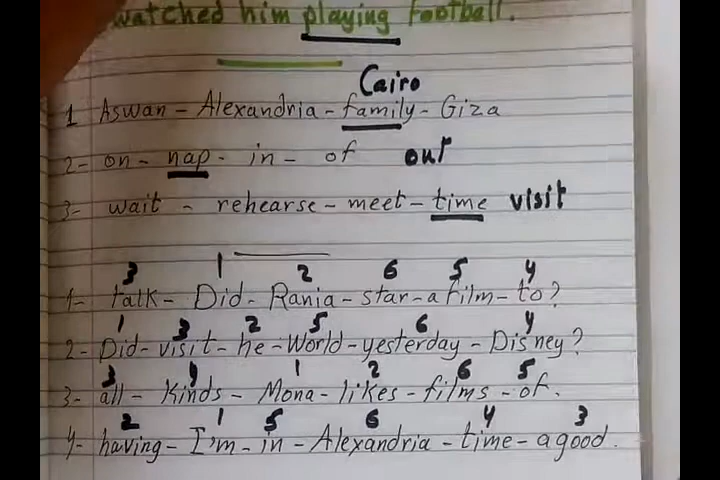 watched him playing football.
Cairo
1 Aswan - Alexandria - family - Giza
2- on - nap - in - of out
3- wait - rehearse - meet - time visit
3 1 2 6 5 4
1- talk - Did - Rania - star - a film - to?
1 3 2 5 6 4
2- Did - visit - he - World - yesterday - Disney?
3 4 1 2 6 5
3- all - Kinds - Mona - likes - films - of.
2 1 5 6 4 3
4- having - I'm - in - Alexandria - time - a good.